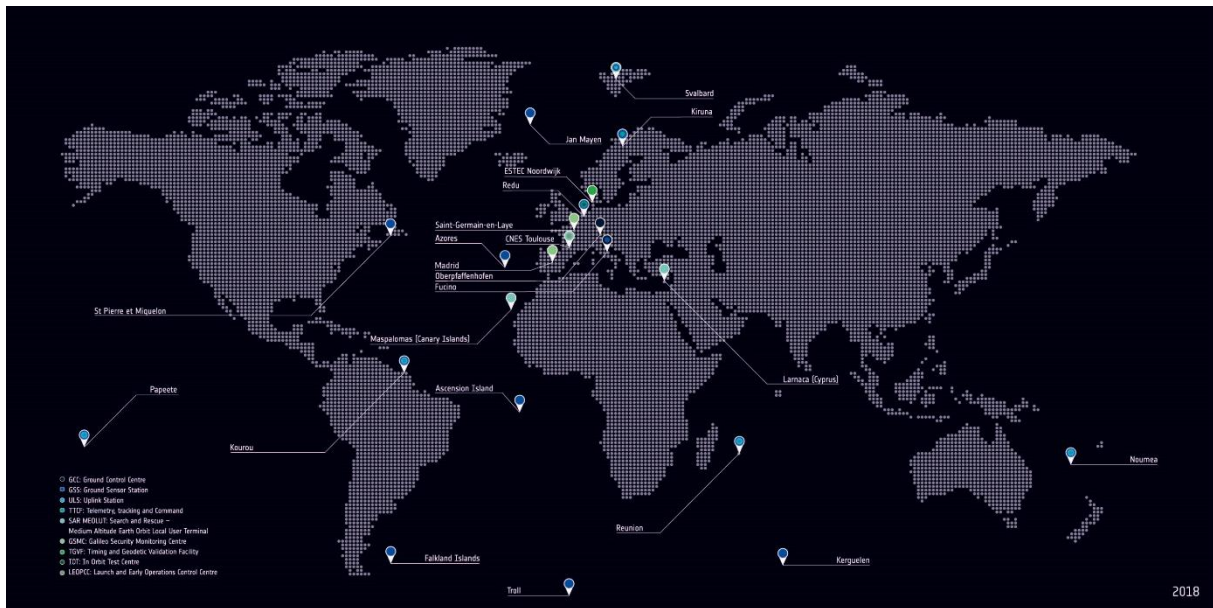 Svalbard
Kiruna
Jan Mayen
ESTEC Noordwijk
Redu
Saint-Germain-en-Laye
Azores
CNES Toulouse
Madrid
Oberpfaffenhofen
Fucino
St Pierre et Miquelon
Maspalomas (Canary Islands)
Larnaca (Cyprus)
Papeete
Ascension Island
Kourou
Noumea
Reunion
Falkland Islands
Kerguelen
Troll
GCC: Ground Control Centre
GSS: Ground Sensor Station
ULS: Uplink Station
TTCF: Telemetry, tracking and Command
SAR MEOLUT: Search and Rescue –
Medium Altitude Earth Orbit Local User Terminal
GSMC: Galileo Security Monitoring Centre
TGVF: Timing and Geodetic Validation Facility
IOT: In Orbit Test Centre
LEOPCC: Launch and Early Operations Control Centre
2018